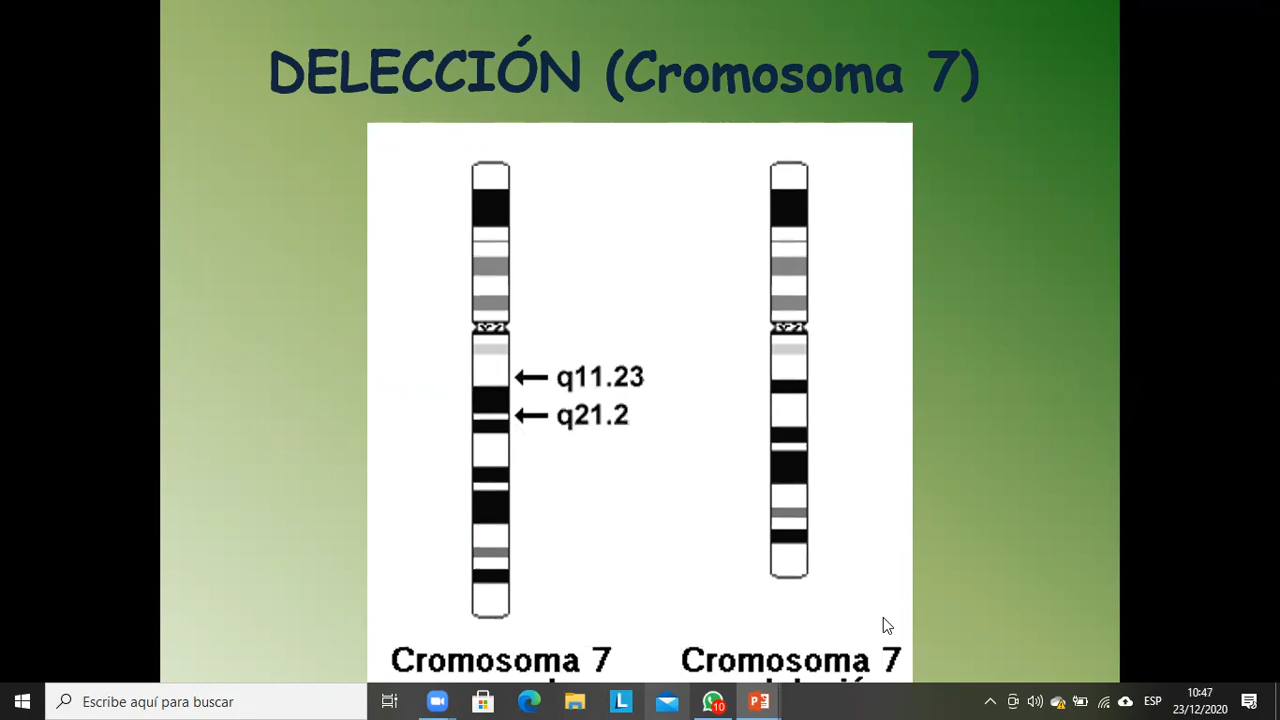 DELECCIÓN (Cromosoma 7)
q11.23
q21.2
Cromosoma 7
Cromosoma 7
Escribe aquí para buscar
L
10
ESP
10:47
23/12/2020